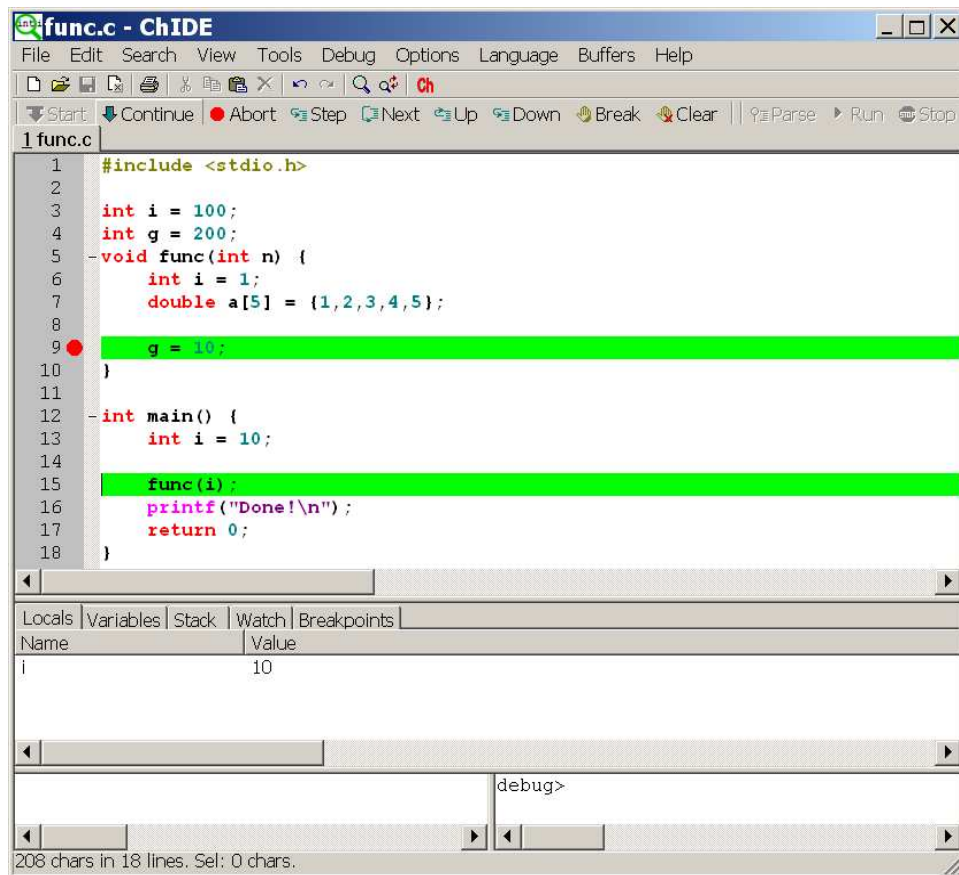 func.c - ChIDE
File Edit Search View Tools Debug Options Language Buffers Help
Ch
Start Continue Abort Step Next Up Down Break Clear Parse Run Stop
1 func.c
1 #include <stdio.h>
2
3 int i = 100;
4 int g = 200;
5 void func(int n) {
6 int i = 1;
7 double a[5] = {1,2,3,4,5};
8
9 g = 10;
10 }
11
12 int main() {
13 int i = 10;
14
15 func(i);
16 printf("Done!\n");
17 return 0;
18 }
Locals Variables Stack Watch Breakpoints
Name Value
i 10
debug>
208 chars in 18 lines. Sel: 0 chars.